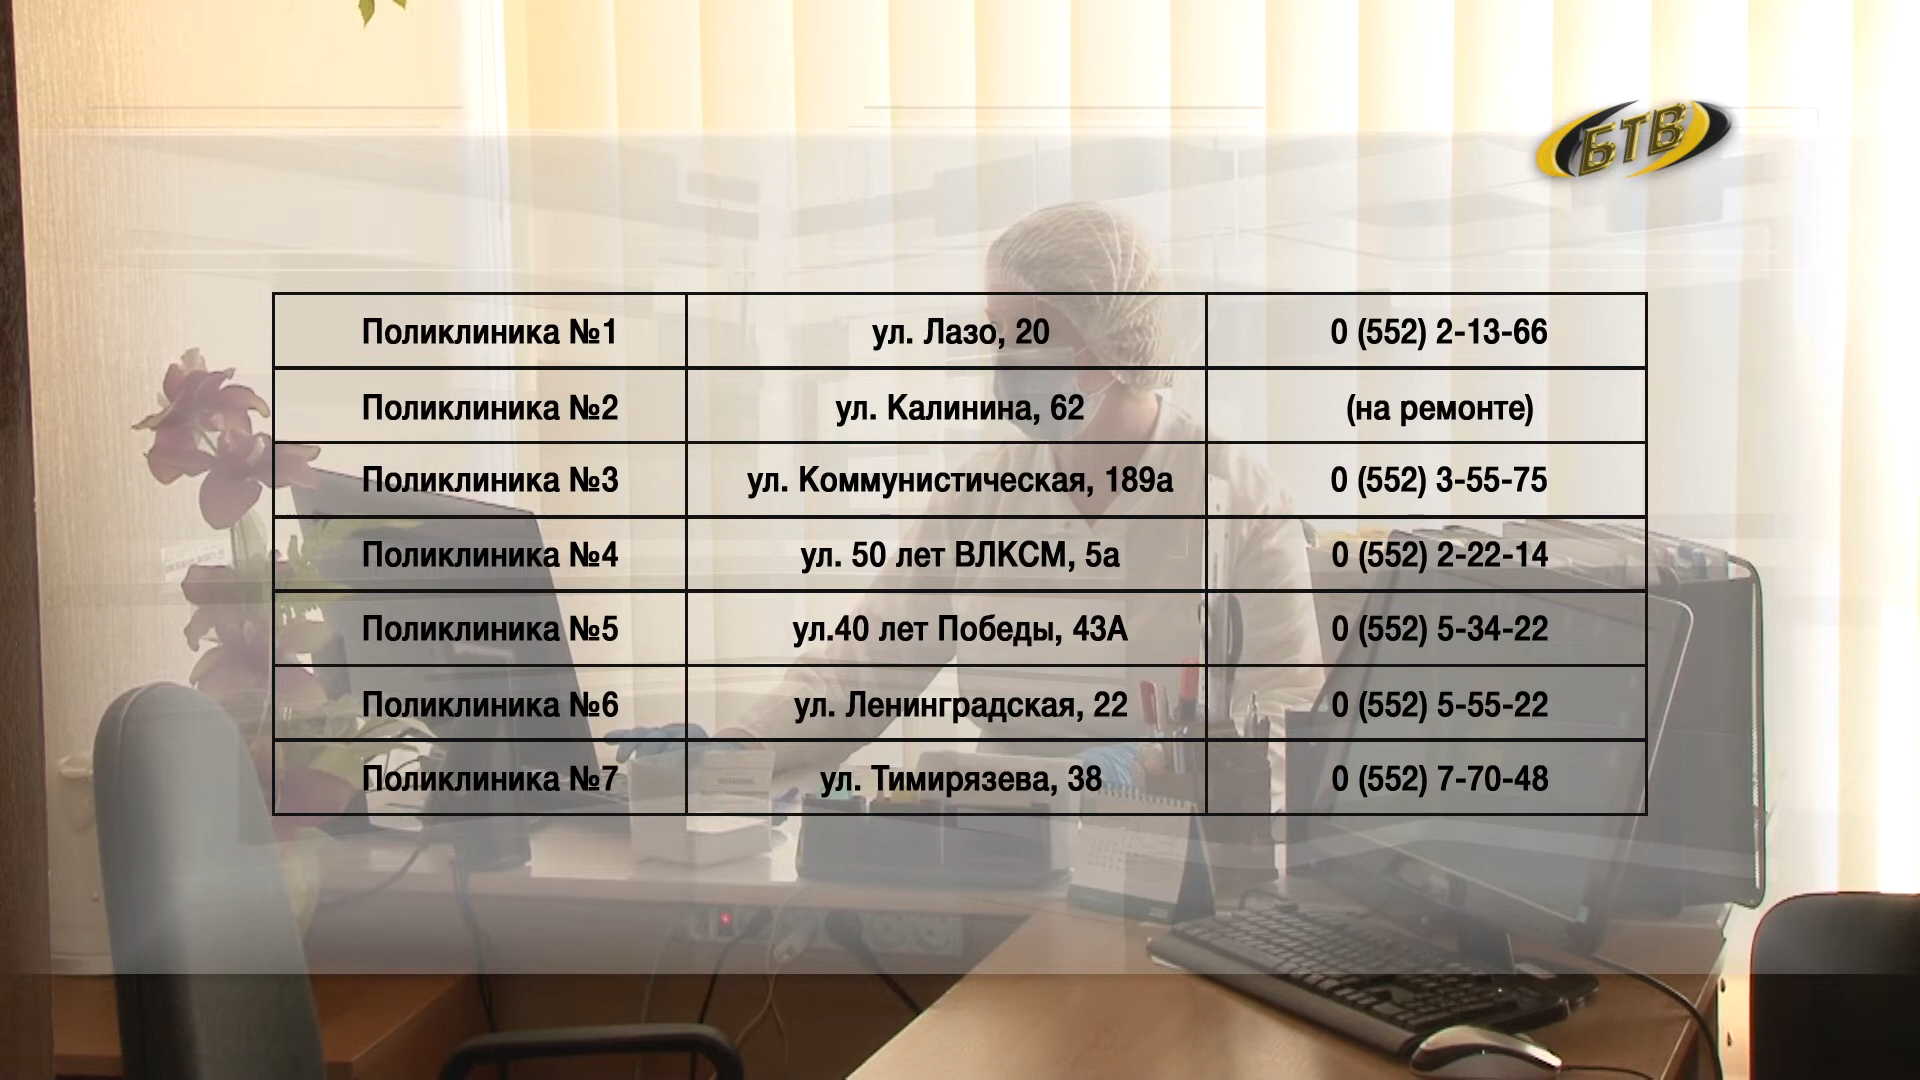 БТВ
Поликлиника №1 ул. Лазо, 20 0 (552) 2-13-66
Поликлиника №2 ул. Калинина, 62 (на ремонте)
Поликлиника №3 ул. Коммунистическая, 189а 0 (552) 3-55-75
Поликлиника №4 ул. 50 лет ВЛКСМ, 5а 0 (552) 2-22-14
Поликлиника №5 ул.40 лет Победы, 43А 0 (552) 5-34-22
Поликлиника №6 ул. Ленинградская, 22 0 (552) 5-55-22
Поликлиника №7 ул. Тимирязева, 38 0 (552) 7-70-48